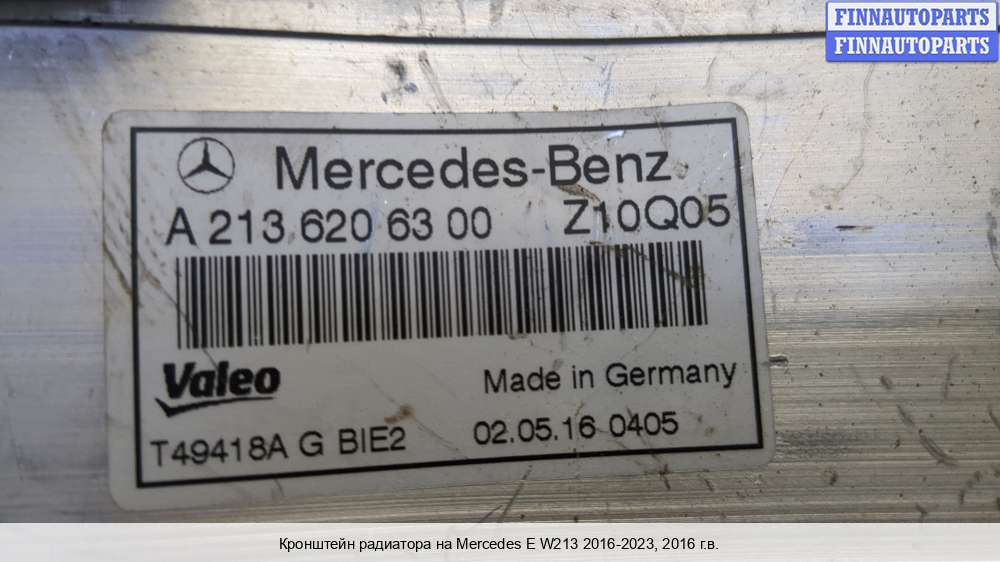 FINNAUTOPARTS
FINNAUTOPARTS
Mercedes-Benz
A 213 620 63 00 Z10Q05
Valeo
Made in Germany
T49418A G BIE2 02.05.16 0405
Кронштейн радиатора на Mercedes E W213 2016-2023, 2016 г.в.